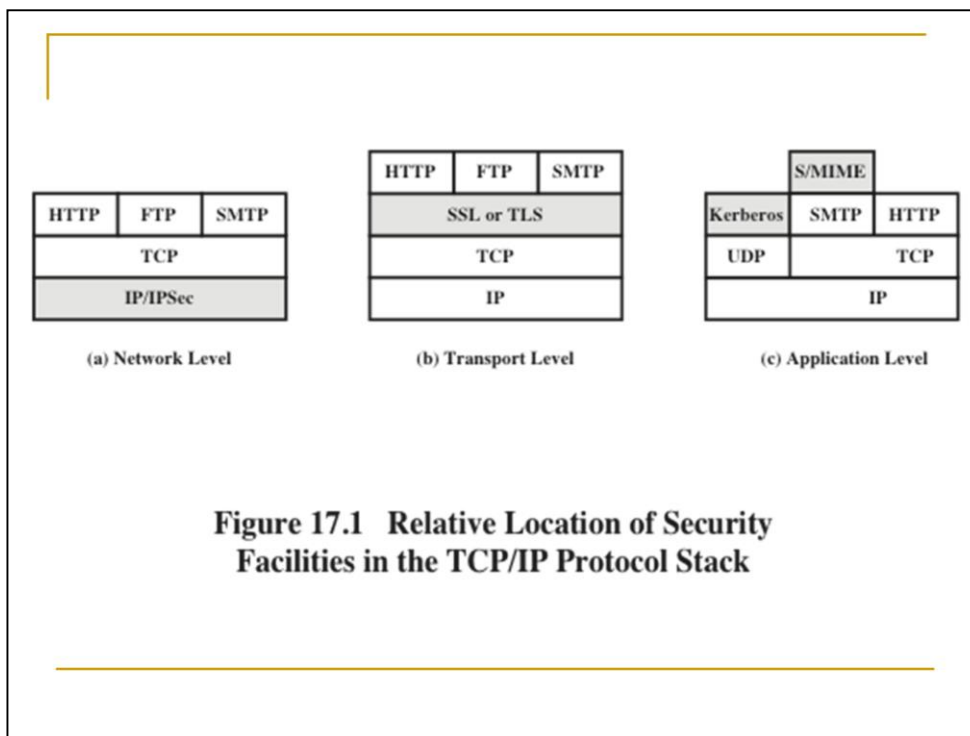 HTTP FTP SMTP
TCP
IP/IPSec
(a) Network Level
HTTP FTP SMTP
SSL or TLS
TCP
IP
(b) Transport Level
S/MIME
Kerberos SMTP HTTP
UDP TCP
IP
(c) Application Level
Figure 17.1 Relative Location of Security
Facilities in the TCP/IP Protocol Stack